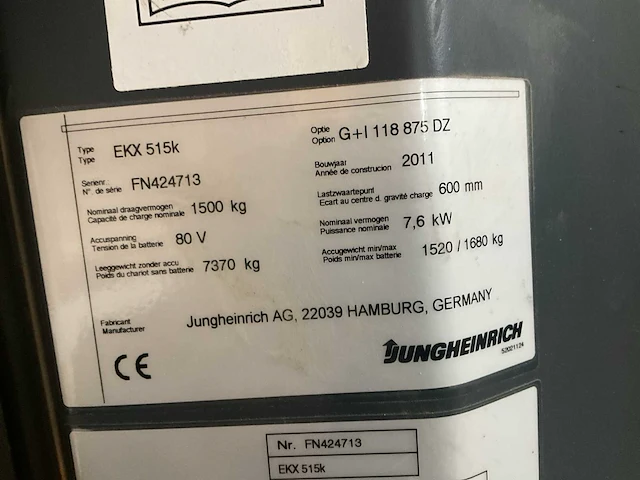 Type
Type EKX 515k
Optie
Option G+I 118 875 DZ
Serienr.:
N°. de série FN424713
Bouwjaar
Année de construcion 2011
Nominaal draagvermogen
Capacité de charge nominale 1500 kg
Lastzwaartepunt
Ecart au centre d. gravité charge 600 mm
Accuspanning
Tension de la batterie 80 V
Nominaal vermogen
Puissance nominale 7,6 kW
Leeggewicht zonder accu
Poids du chariot sans batterie 7370 kg
Accugewicht min/max
Poids min/max batterie 1520 / 1680 kg
Fabricant
Manufacturer Jungheinrich AG, 22039 HAMBURG, GERMANY
CE
JUNGHEINRICH
52021124
Nr. FN424713
EKX 515k